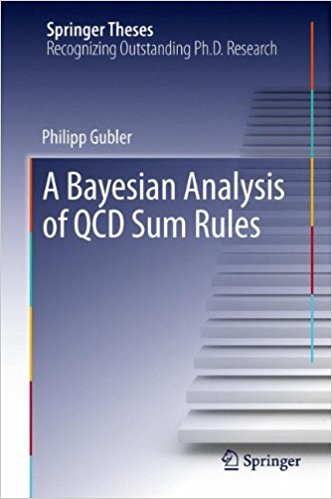 Springer Theses
Recognizing Outstanding Ph.D. Research
Philipp Gubler
A Bayesian Analysis
of QCD Sum Rules
Springer